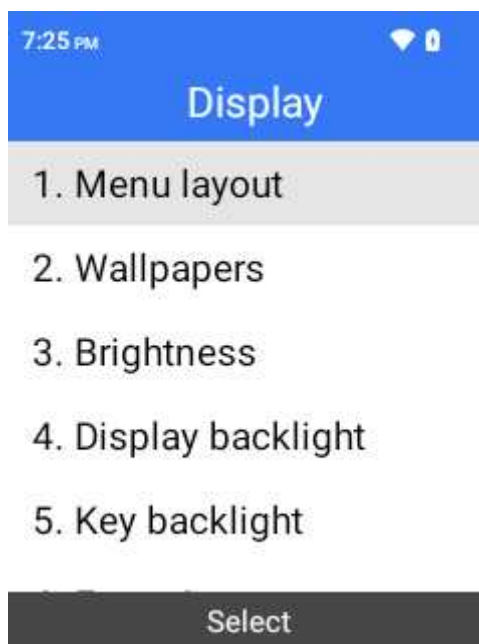 7:25 PM
Display
1. Menu layout
2. Wallpapers
3. Brightness
4. Display backlight
5. Key backlight
Select